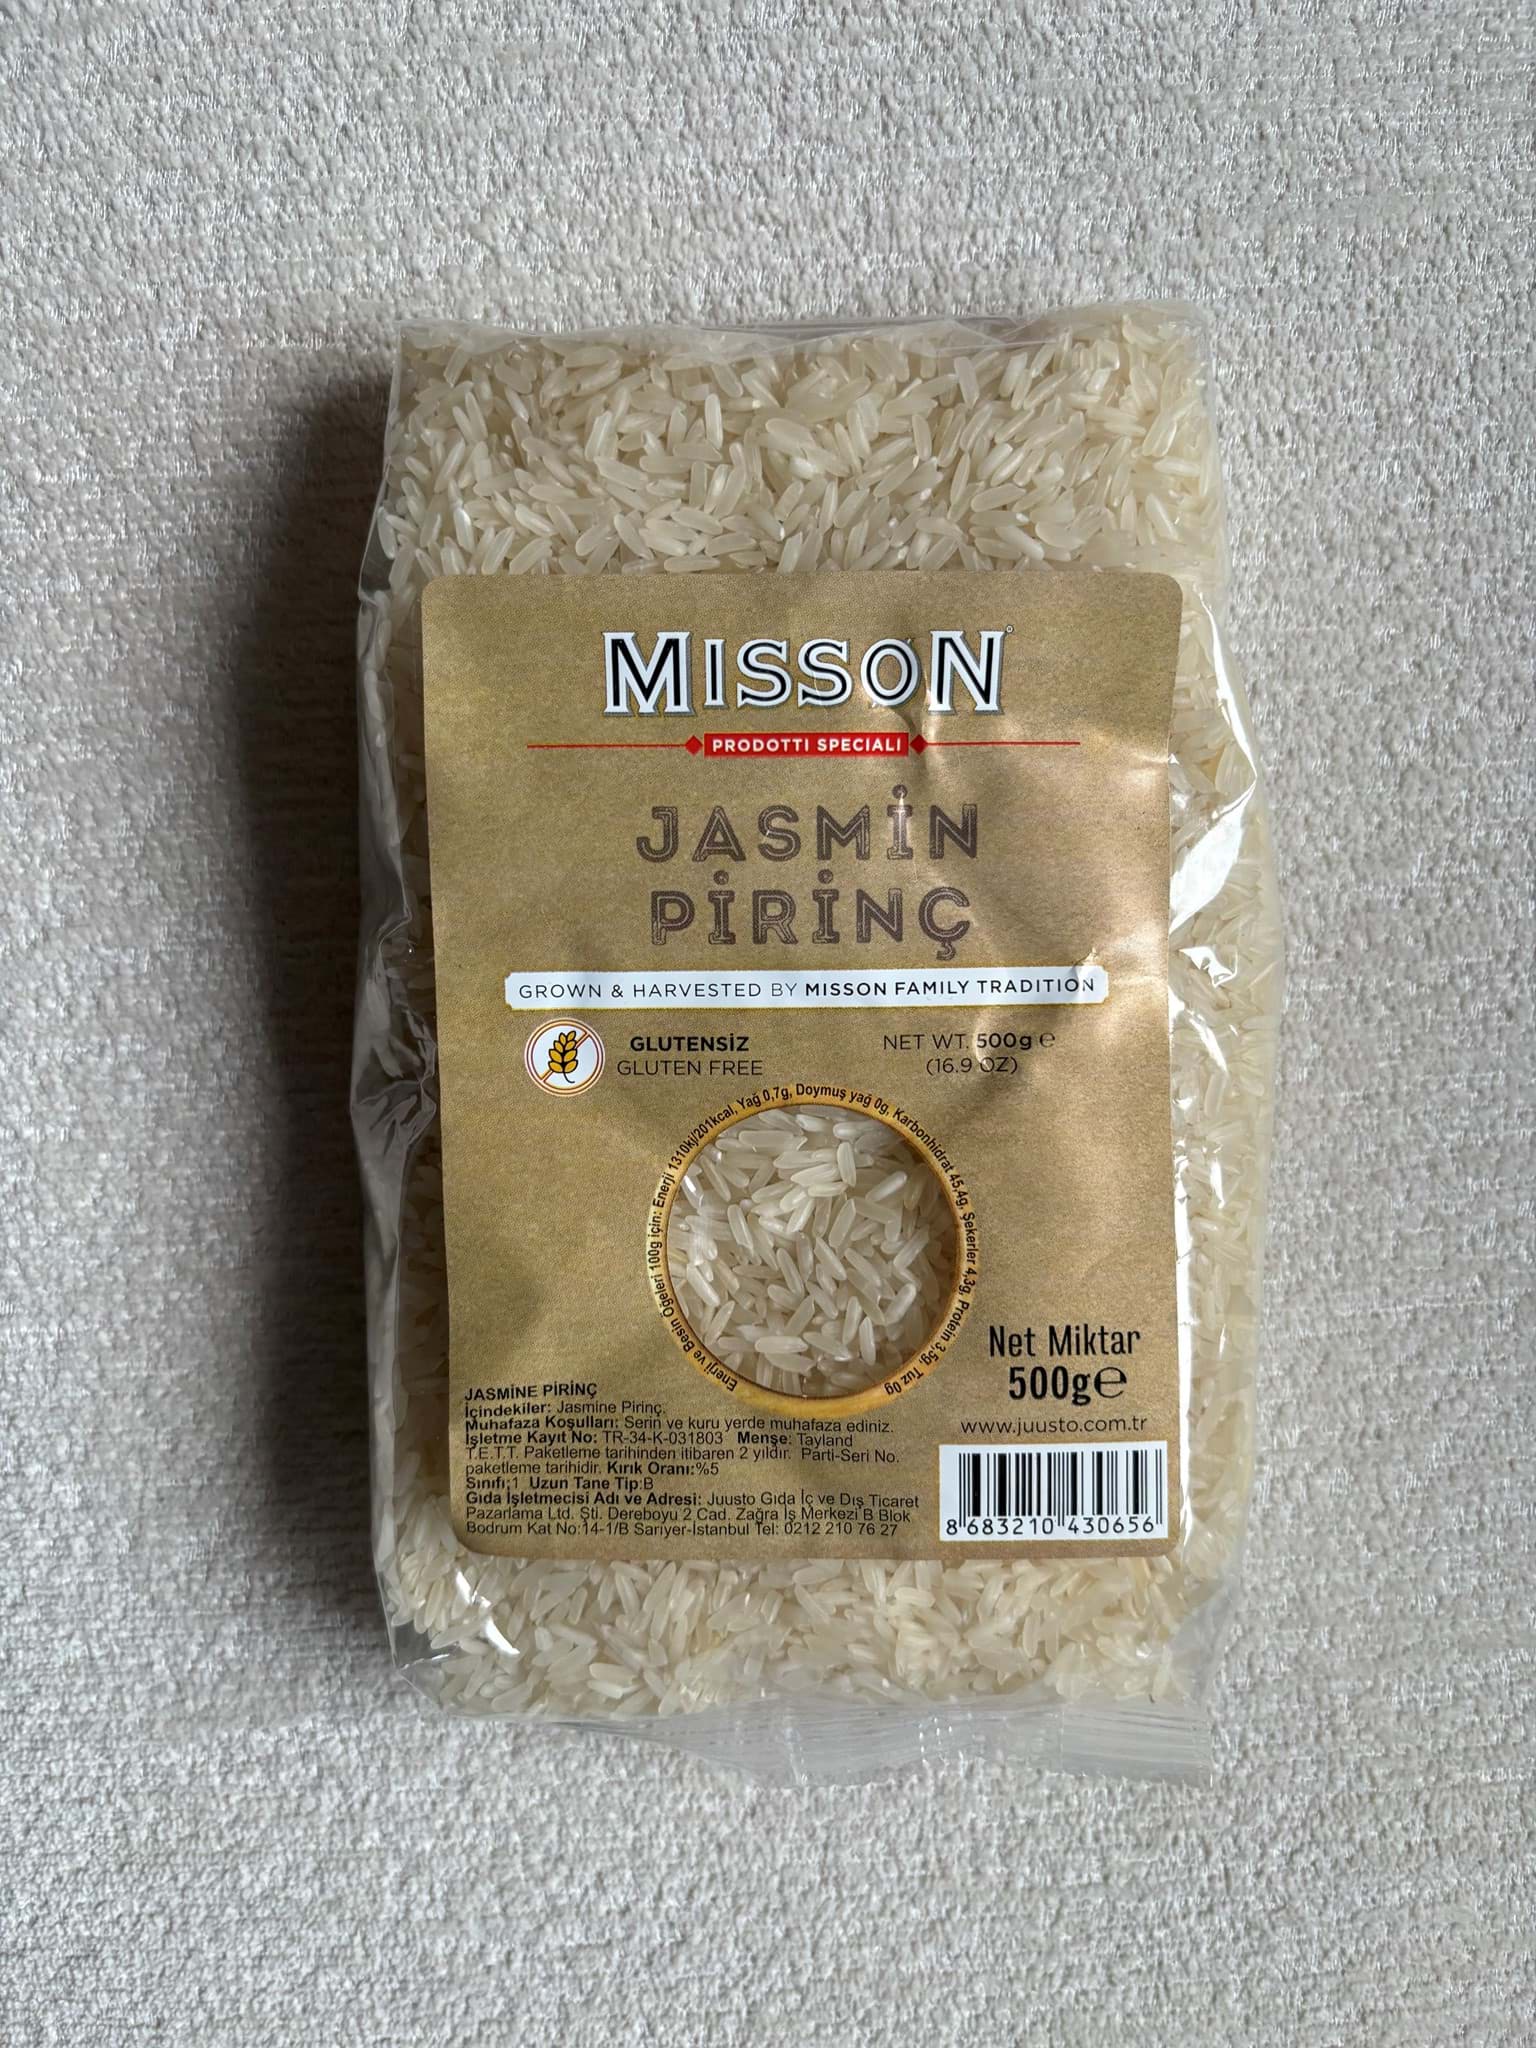 MISSON®
PRODOTTI SPECIALI
JASMİN
PİRİNÇ
GROWN & HARVESTED BY MISSON FAMILY TRADITION
GLUTENSİZ
GLUTEN FREE
NET WT. 500g ℮
(16.9 OZ)
Enerji ve Besin Ögeleri 100g için: Enerji 1310kj/201kcal, Yağ 0,7g, Doymuş yağ 0g, Karbonhidrat 45,4g, Şekerler 4,3g, Protein 3,5g, Tuz 0g
Net Miktar
500g℮
www.juusto.com.tr
JASMİNE PİRİNÇ
İçindekiler: Jasmine Pirinç.
Muhafaza Koşulları: Serin ve kuru yerde muhafaza ediniz.
İşletme Kayıt No: TR-34-K-031803 Menşe: Tayland
T.E.T.T. Paketleme tarihinden itibaren 2 yıldır. Parti-Seri No.
paketleme tarihidir. Kırık Oranı:%5
Sınıfı;1 Uzun Tane Tip:B
Gıda İşletmecisi Adı ve Adresi: Juusto Gıda İç ve Dış Ticaret
Pazarlama Ltd. Şti. Dereboyu 2 Cad. Zağra İş Merkezi B Blok
Bodrum Kat No:14-1/B Sarıyer-İstanbul Tel: 0212 210 76 27
8 683210 430656